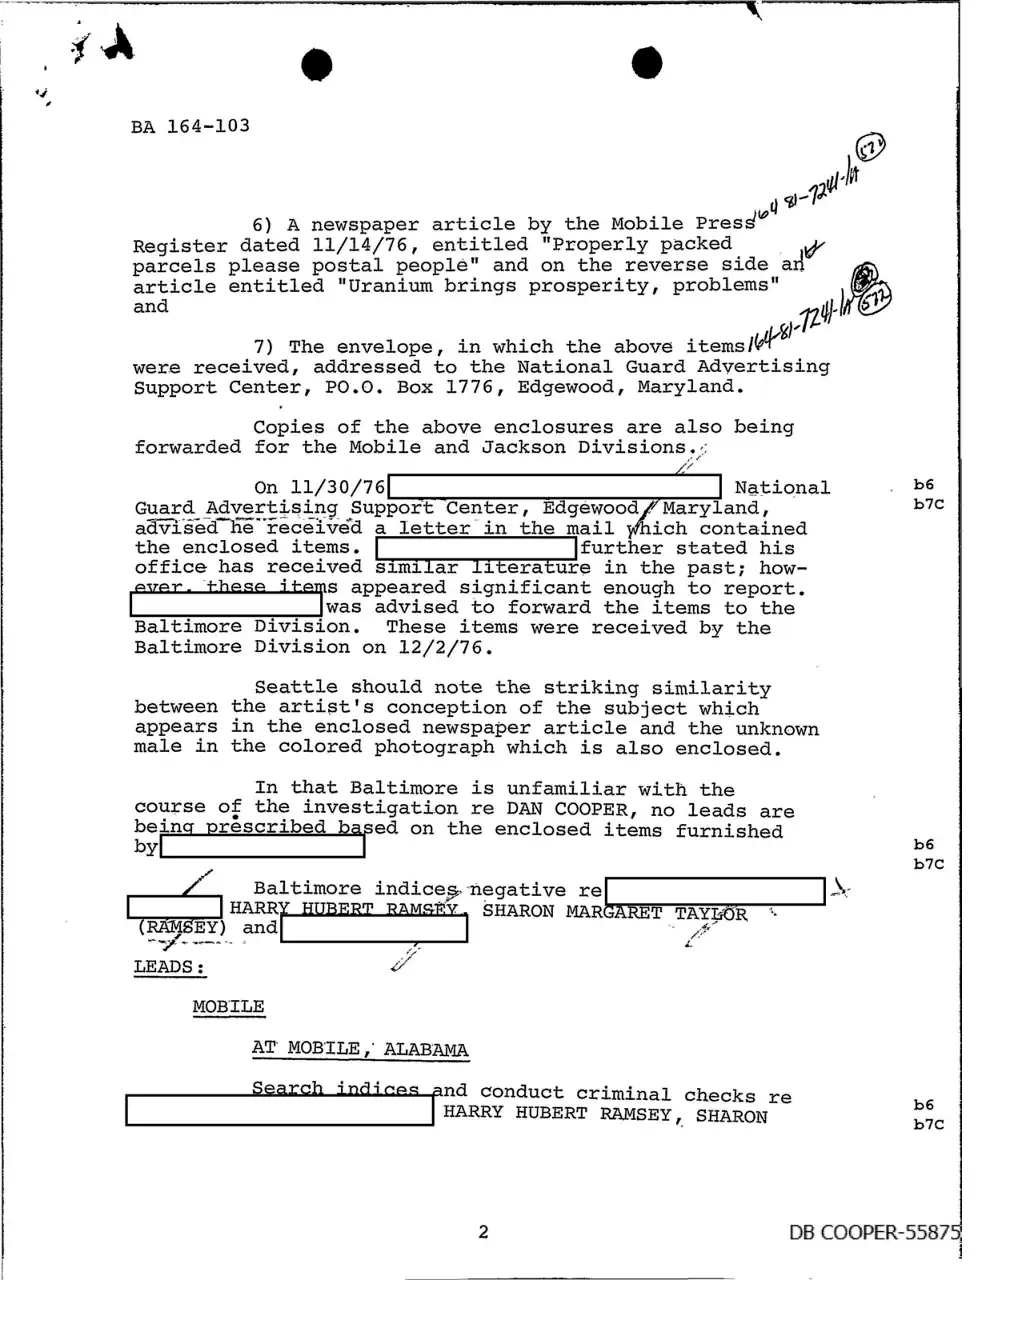 BA 164-103
6) A newspaper article by the Mobile Press
Register dated 11/14/76, entitled "Properly packed
parcels please postal people" and on the reverse side an
article entitled "Uranium brings prosperity, problems"
and
164-81-7241-1A 572
7) The envelope, in which the above items
164-81-7241-1A 572
were received, addressed to the National Guard Advertising
Support Center, PO.O. Box 1776, Edgewood, Maryland.
Copies of the above enclosures are also being
forwarded for the Mobile and Jackson Divisions.
On 11/30/76 National
b6
Guard Advertising Support Center, Edgewood, Maryland,
b7C
advised he received a letter in the mail which contained
the enclosed items. further stated his
office has received similar literature in the past; how-
ever, these items appeared significant enough to report.
was advised to forward the items to the
Baltimore Division. These items were received by the
Baltimore Division on 12/2/76.
Seattle should note the striking similarity
between the artist's conception of the subject which
appears in the enclosed newspaper article and the unknown
male in the colored photograph which is also enclosed.
In that Baltimore is unfamiliar with the
course of the investigation re DAN COOPER, no leads are
being prescribed based on the enclosed items furnished
by
b6
b7C
Baltimore indices negative re
HARRY HUBERT RAMSEY, SHARON MARGARET TAYLOR
(RAMSEY) and
LEADS:
MOBILE
AT MOBILE, ALABAMA
Search indices and conduct criminal checks re
HARRY HUBERT RAMSEY, SHARON
b6
b7C
2
DB COOPER-55875